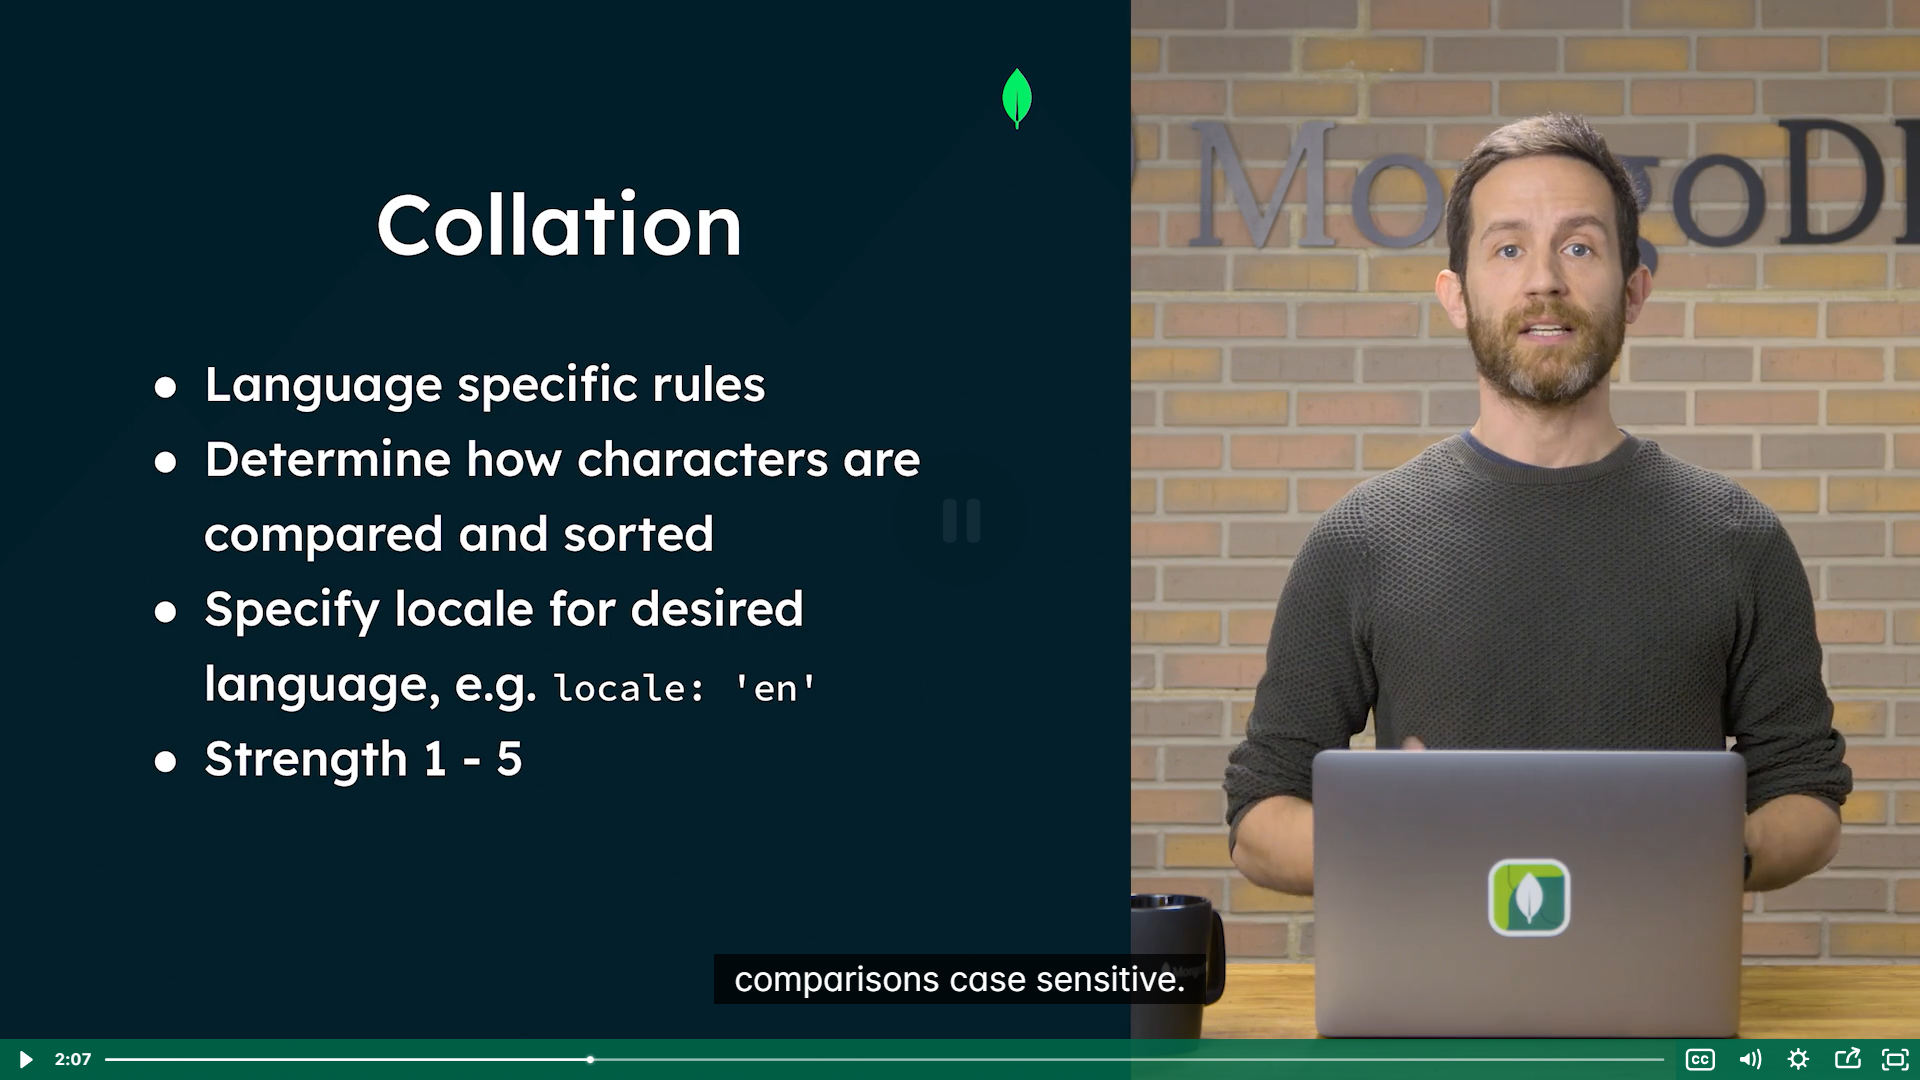 Collation
● Language specific rules
● Determine how characters are
compared and sorted
● Specify locale for desired
language, e.g. locale: 'en'
● Strength 1 - 5
MongoD
comparisons case sensitive.
2:07
CC